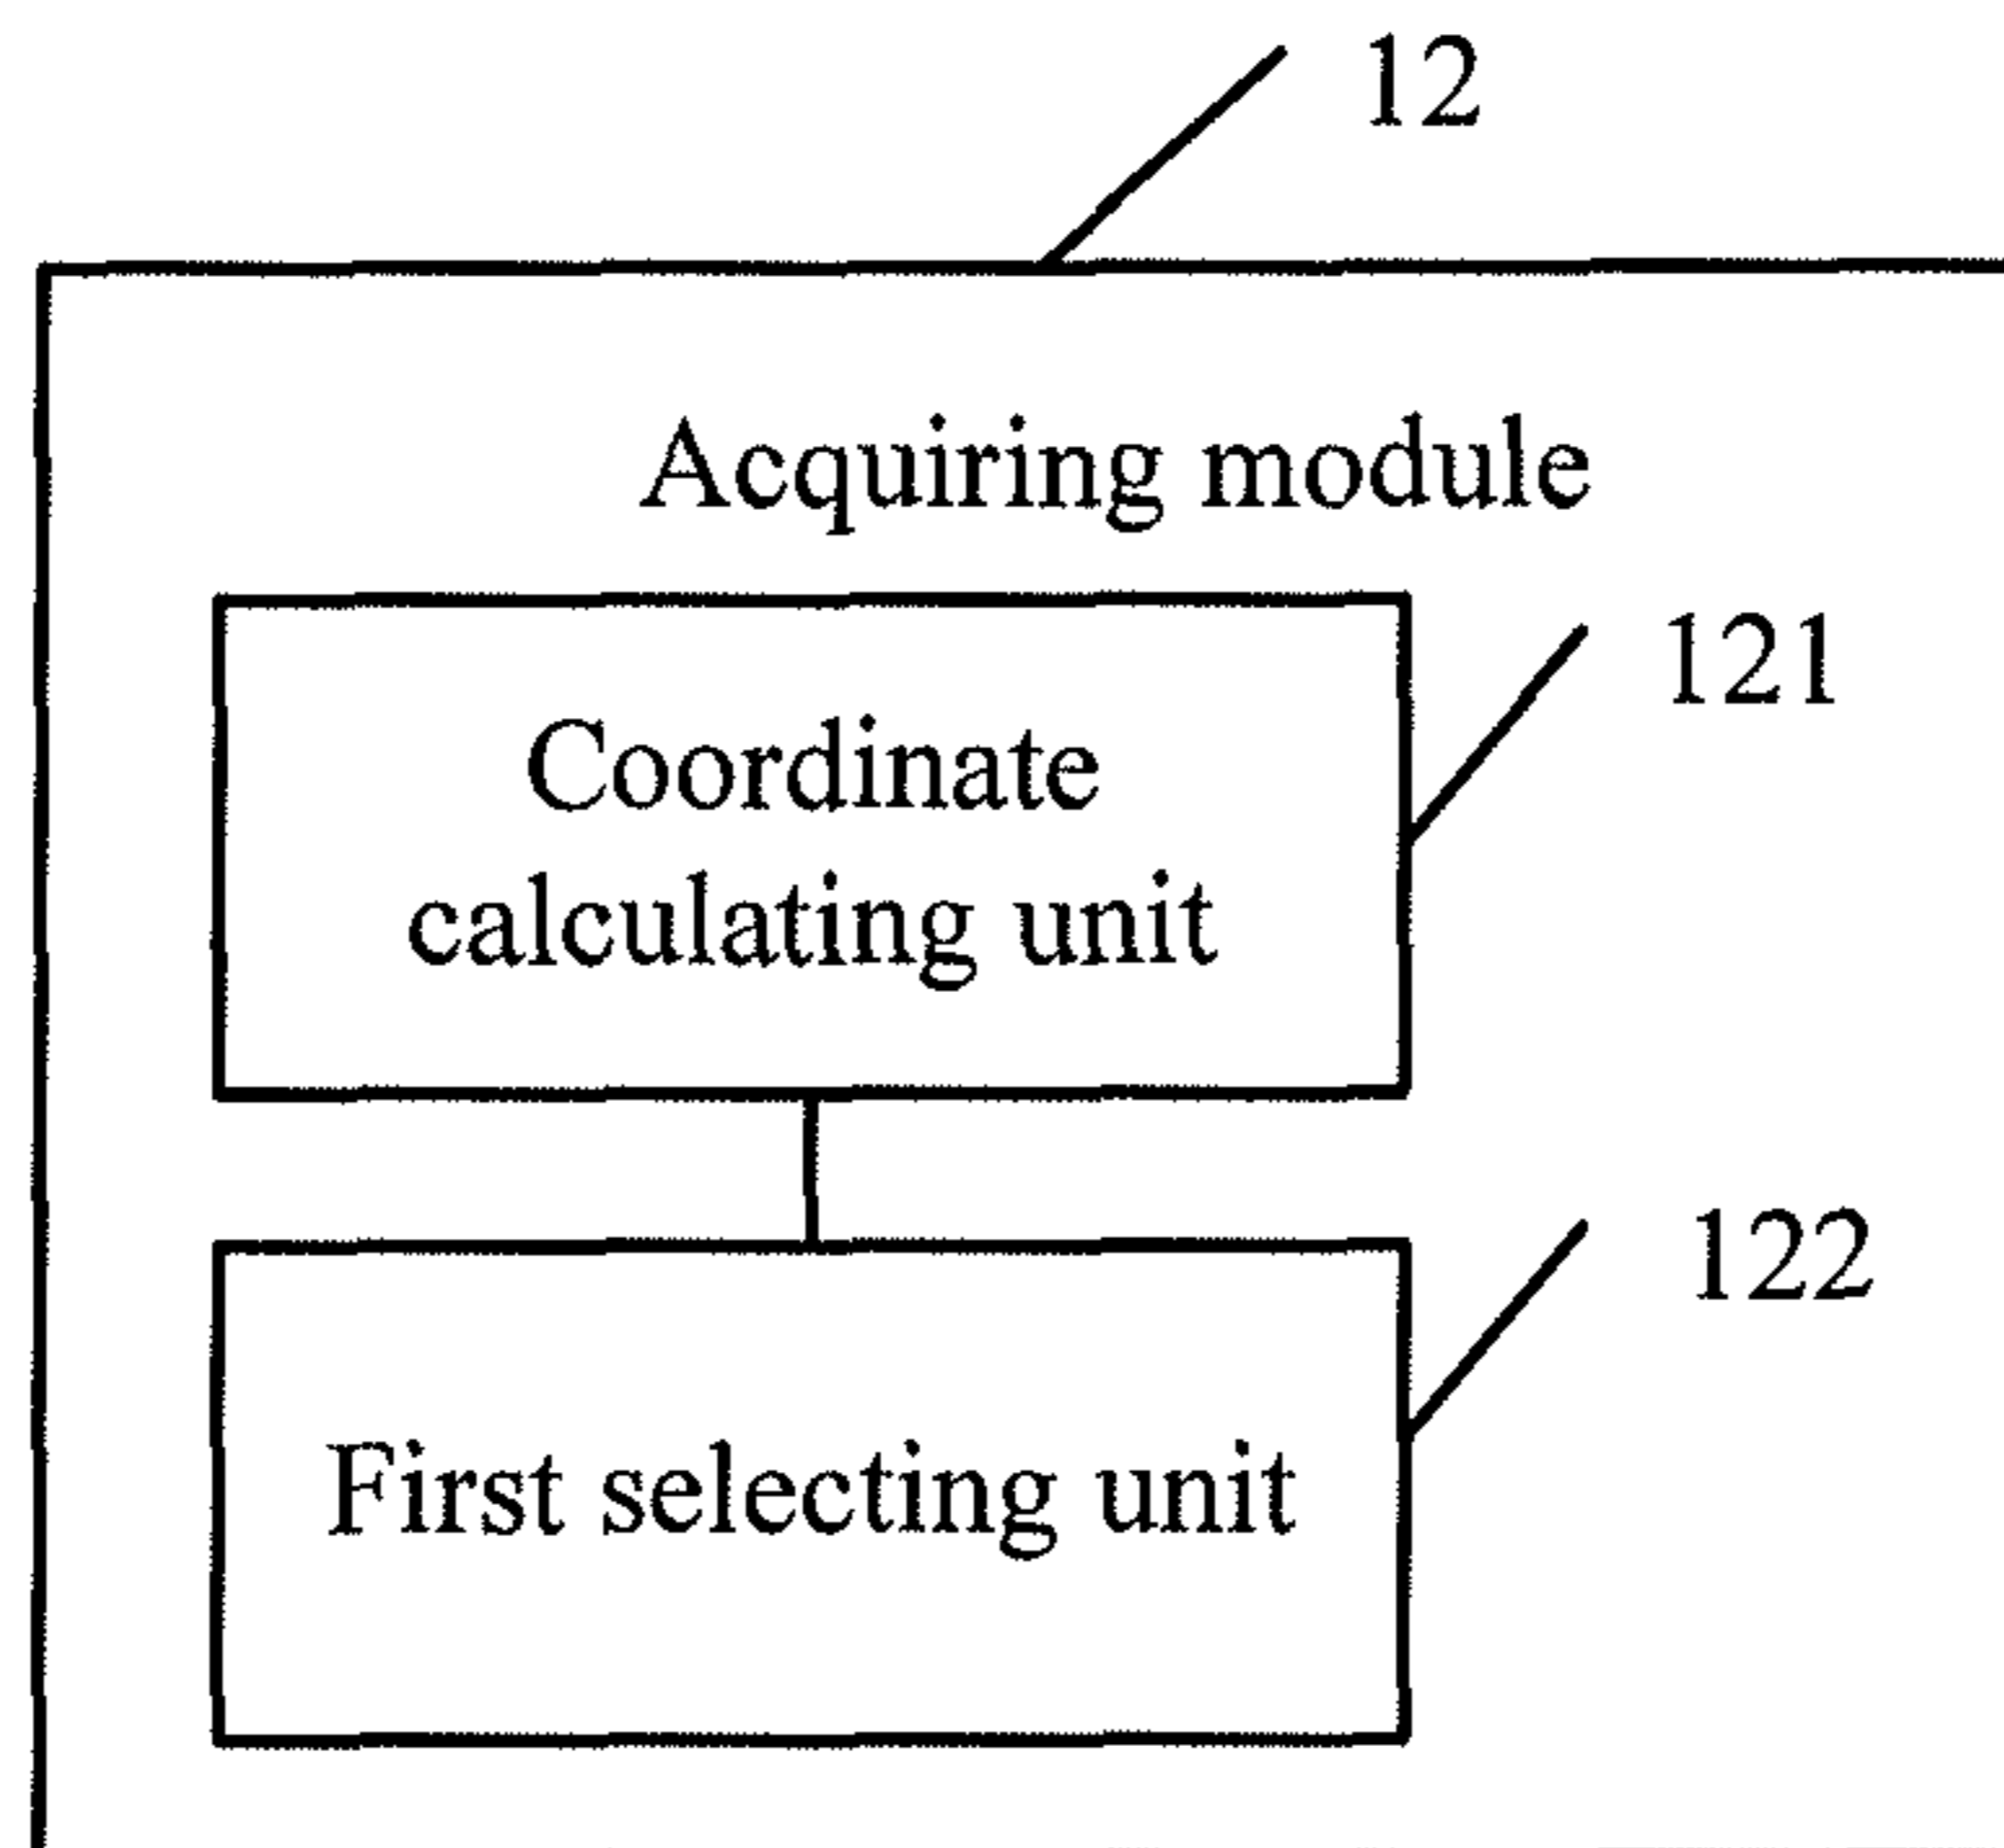 12
Acquiring module
121
Coordinate
calculating unit
122
First selecting unit